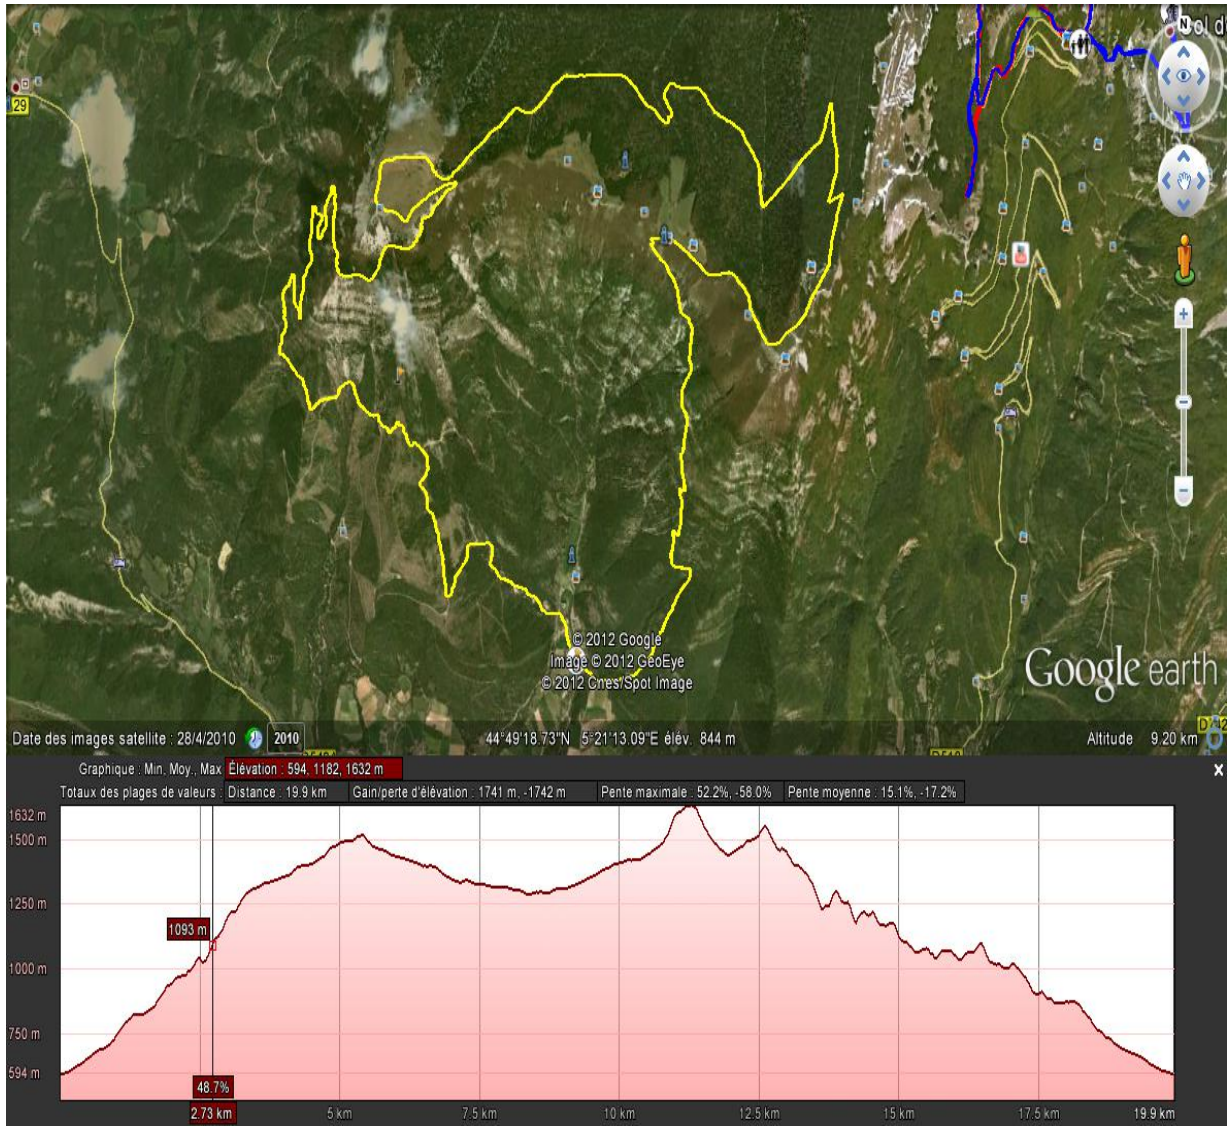 N
Col d
29
© 2012 Google
Image © 2012 GeoEye
© 2012 Cnes/Spot Image
Google earth
Date des images satellite : 28/4/2010 2010 44°49'18.73"N 5°21'13.09"E élév. 844 m Altitude 9.20 km
Graphique : Min, Moy., Max Élévation : 594, 1182, 1632 m
Totaux des plages de valeurs : Distance : 19.9 km Gain/perte d'élévation : 1741 m, -1742 m Pente maximale : 52.2%, -58.0% Pente moyenne : 15.1%, -17.2%
1632 m
1500 m
1250 m
1093 m
1000 m
750 m
594 m
48.7%
2.73 km 5 km 7.5 km 10 km 12.5 km 15 km 17.5 km 19.9 km